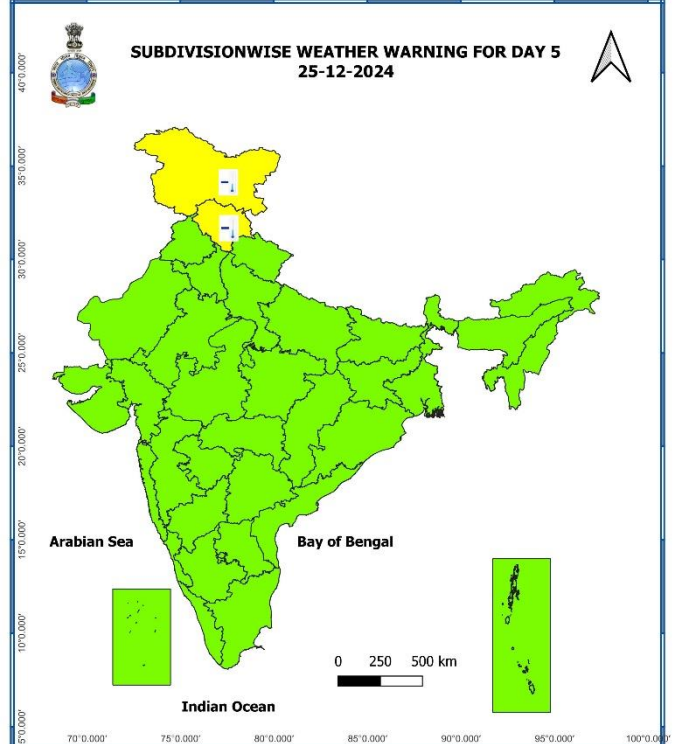 SUBDIVISIONWISE WEATHER WARNING FOR DAY 5
25-12-2024
40°0.000'
35°0.000'
30°0.000'
25°0.000'
20°0.000'
15°0.000'
10°0.000'
5°0.000'
Arabian Sea
Bay of Bengal
0 250 500 km
Indian Ocean
70°0.000' 75°0.000' 80°0.000' 85°0.000' 90°0.000' 95°0.000' 100°0.000'